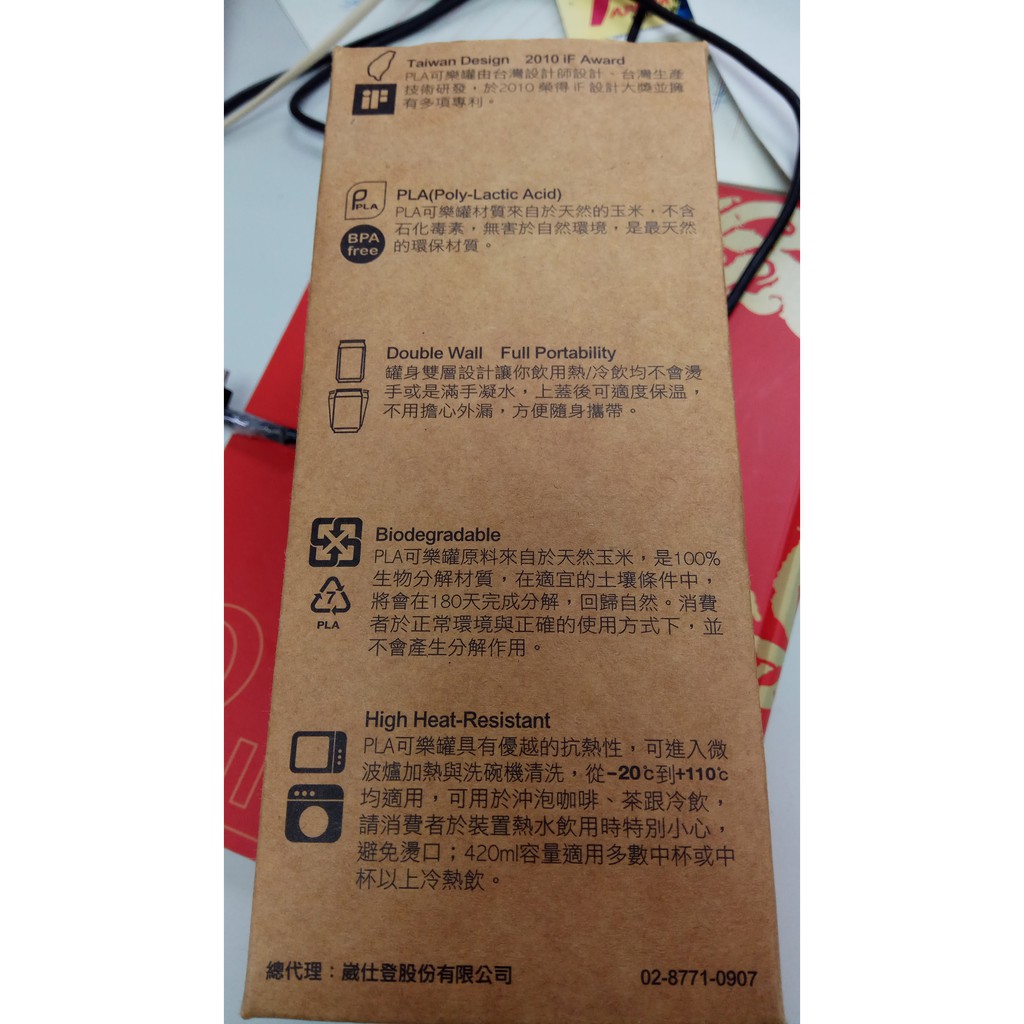 Taiwan Design 2010 iF Award
PLA可樂罐由台灣設計師設計、台灣生產
技術研發，於2010 榮得 iF 設計大獎並擁
有多項專利。
iF
PLA(Poly-Lactic Acid)
PLA可樂罐材質來自於天然的玉米，不含
石化毒素，無害於自然環境，是最天然
的環保材質。
PPLA
BPA
free
Double Wall Full Portability
罐身雙層設計讓你飲用熱/冷飲均不會燙
手或是滿手凝水，上蓋後可適度保温，
不用擔心外漏，方便隨身攜帶。
Biodegradable
PLA可樂罐原料來自於天然玉米，是100%
生物分解材質，在適宜的土壤條件中，
將會在180天完成分解，回歸自然。消費
者於正常環境與正確的使用方式下，並
不會產生分解作用。
7
PLA
High Heat-Resistant
PLA可樂罐具有優越的抗熱性，可進入微
波爐加熱與洗碗機清洗，從-20℃到+110℃
均適用，可用於沖泡咖啡、茶跟冷飲，
請消費者於裝置熱水飲用時特別小心，
避免燙口；420ml容量適用多數中杯或中
杯以上冷熱飲。
總代理：崴仕登股份有限公司 02-8771-0907